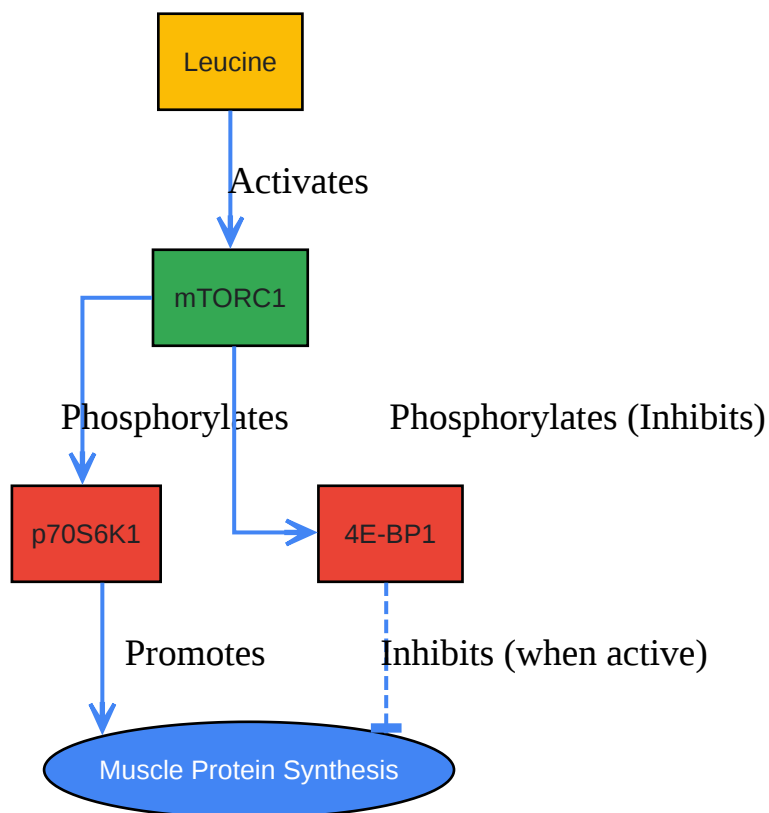 Leucine
Activates
mTORC1
Phosphorylates
Phosphorylates (Inhibits)
p70S6K1
4E-BP1
Promotes
Inhibits (when active)
Muscle Protein Synthesis